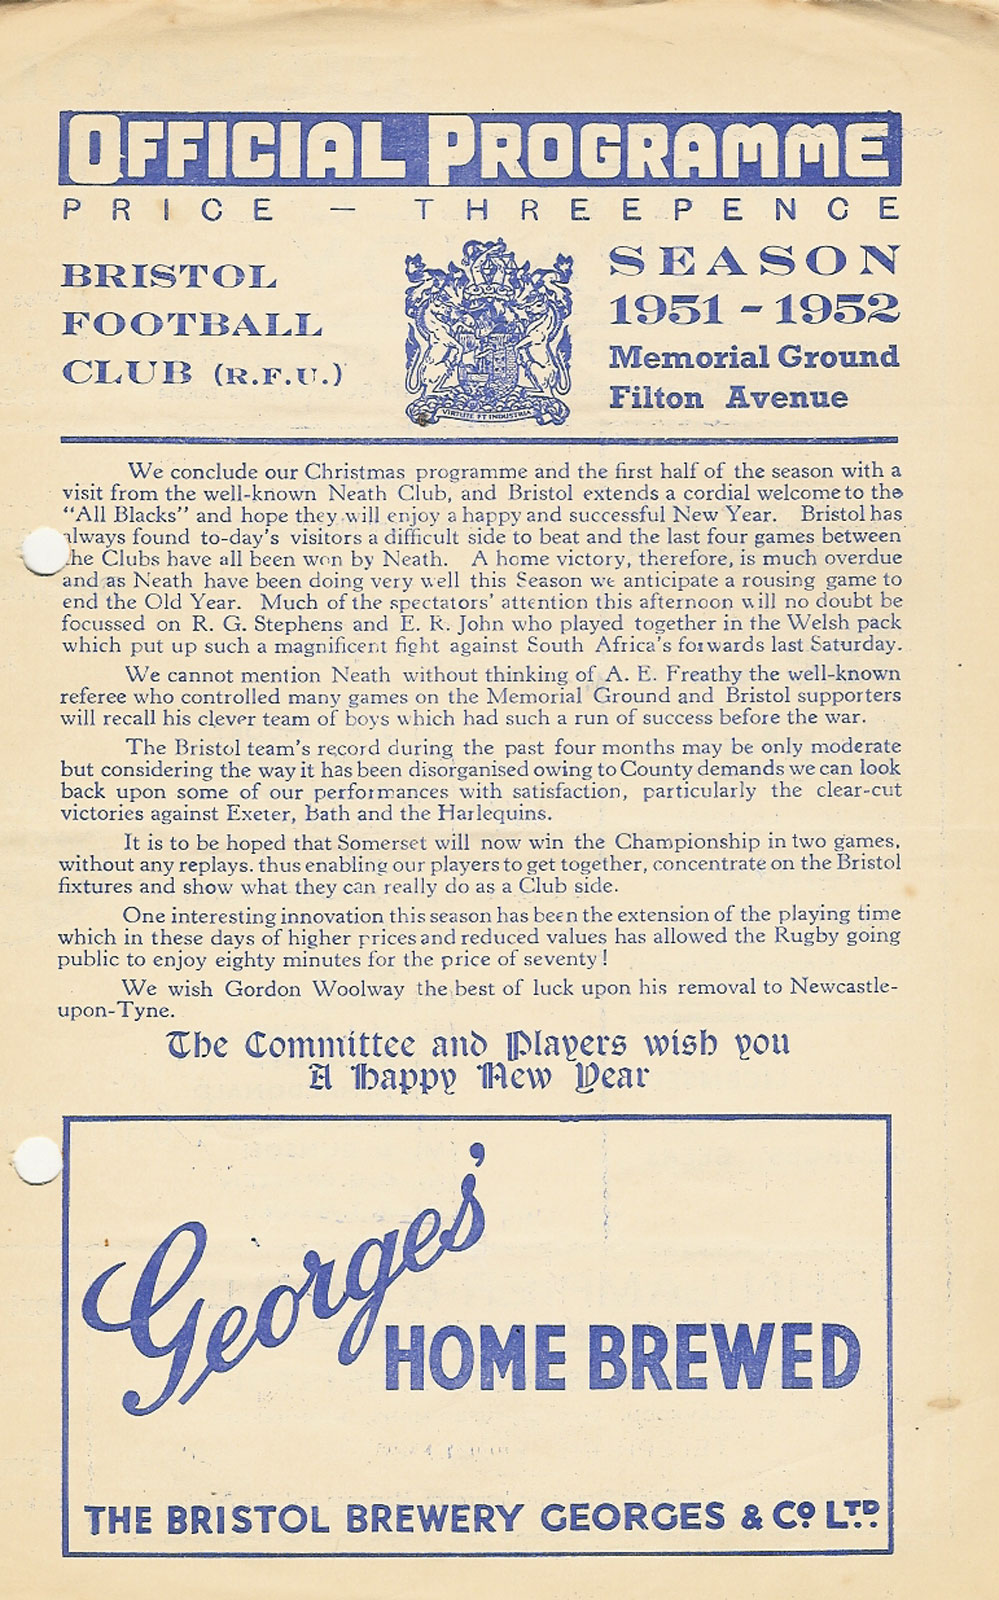 OFFICIAL PROGRAMME
PRICE — THREEPENCE
BRISTOL
FOOTBALL
CLUB (R.F.U.)
VIRTUTE ET INDUSTRIA
SEASON
1951 - 1952
Memorial Ground
Filton Avenue
We conclude our Christmas programme and the first half of the season with a
visit from the well-known Neath Club, and Bristol extends a cordial welcome to the
“All Blacks” and hope they will enjoy a happy and successful New Year. Bristol has
always found to-day's visitors a difficult side to beat and the last four games between
the Clubs have all been won by Neath. A home victory, therefore, is much overdue
and as Neath have been doing very well this Season we anticipate a rousing game to
end the Old Year. Much of the spectators' attention this afternoon will no doubt be
focussed on R. G. Stephens and E. R. John who played together in the Welsh pack
which put up such a magnificent fight against South Africa's forwards last Saturday.
We cannot mention Neath without thinking of A. E. Freathy the well-known
referee who controlled many games on the Memorial Ground and Bristol supporters
will recall his clever team of boys which had such a run of success before the war.
The Bristol team's record during the past four months may be only moderate
but considering the way it has been disorganised owing to County demands we can look
back upon some of our performances with satisfaction, particularly the clear-cut
victories against Exeter, Bath and the Harlequins.
It is to be hoped that Somerset will now win the Championship in two games,
without any replays. thus enabling our players to get together, concentrate on the Bristol
fixtures and show what they can really do as a Club side.
One interesting innovation this season has been the extension of the playing time
which in these days of higher prices and reduced values has allowed the Rugby going
public to enjoy eighty minutes for the price of seventy!
We wish Gordon Woolway the best of luck upon his removal to Newcastle-
upon-Tyne.
The Committee and Players wish you
A Happy New Year
Georges'
HOME BREWED
THE BRISTOL BREWERY GEORGES & Co LTD.